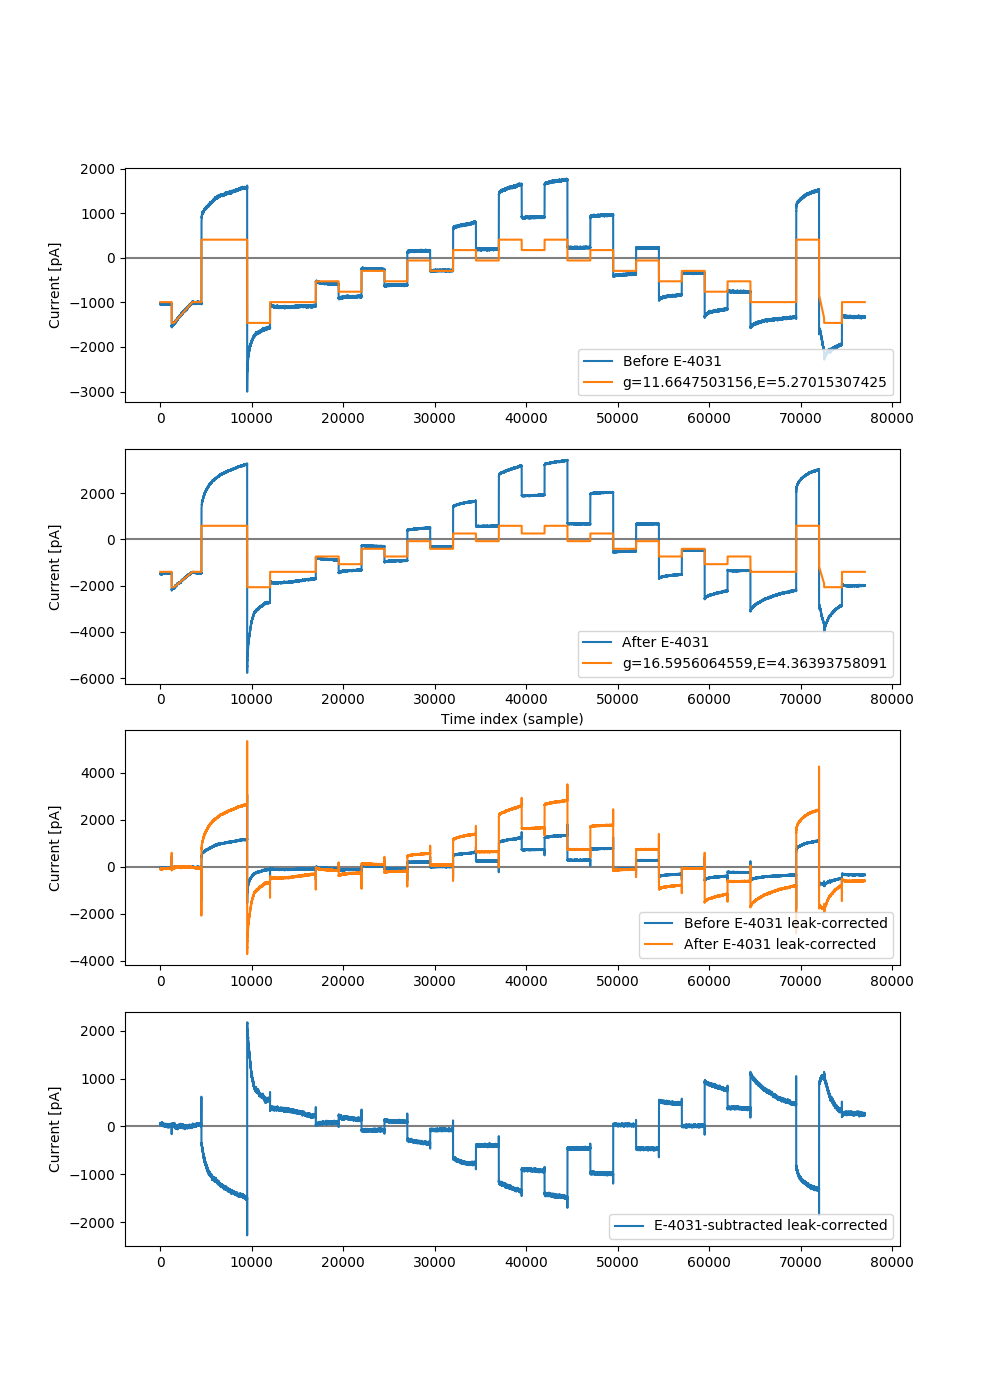 2000
1000
0
−1000
−2000
−3000
Current [pA]
Before E-4031
g=11.6647503156,E=5.27015307425
0 10000 20000 30000 40000 50000 60000 70000 80000
2000
0
−2000
−4000
−6000
Current [pA]
After E-4031
g=16.5956064559,E=4.36393758091
0 10000 20000 30000 40000 50000 60000 70000 80000
Time index (sample)
4000
2000
0
−2000
−4000
Current [pA]
Before E-4031 leak-corrected
After E-4031 leak-corrected
0 10000 20000 30000 40000 50000 60000 70000 80000
2000
1000
0
−1000
−2000
Current [pA]
E-4031-subtracted leak-corrected
0 10000 20000 30000 40000 50000 60000 70000 80000